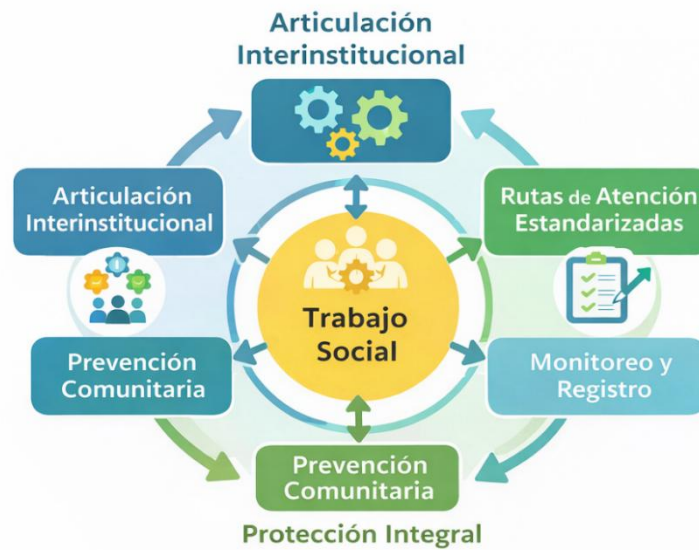 Articulación
Interinstitucional
Articulación
Interinstitucional
Rutas de Atención
Estandarizadas
Trabajo
Social
Prevención
Comunitaria
Monitoreo y
Registro
Prevención
Comunitaria
Protección Integral